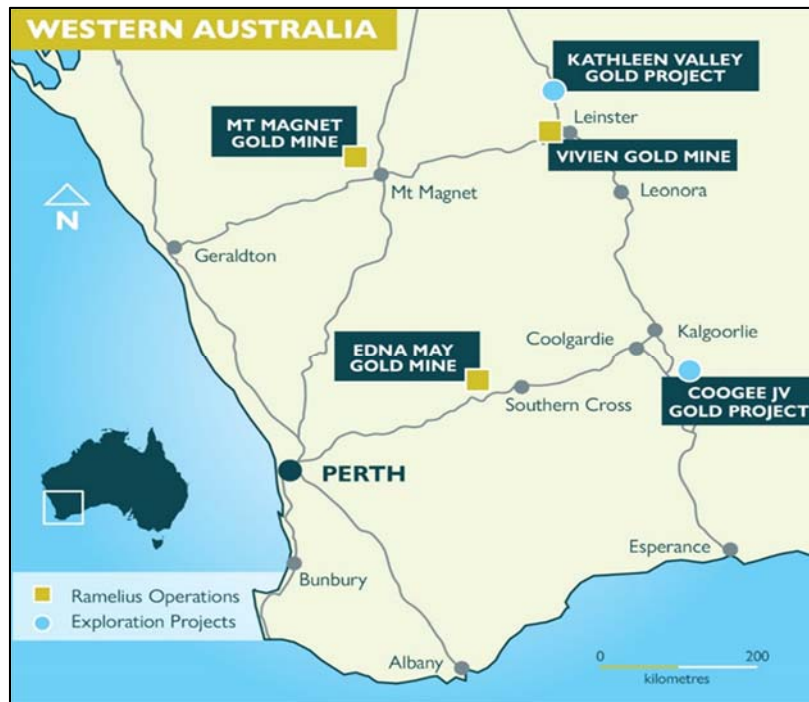 WESTERN AUSTRALIA
KATHLEEN VALLEY
GOLD PROJECT
MT MAGNET
GOLD MINE
Leinster
VIVIEN GOLD MINE
Mt Magnet
Leonora
N
Geraldton
Kalgoorlie
Coolgardie
EDNA MAY
GOLD MINE
COOGEE JV
GOLD PROJECT
Southern Cross
PERTH
Esperance
Bunbury
Ramelius Operations
Exploration Projects
Albany
0 200
kilometres